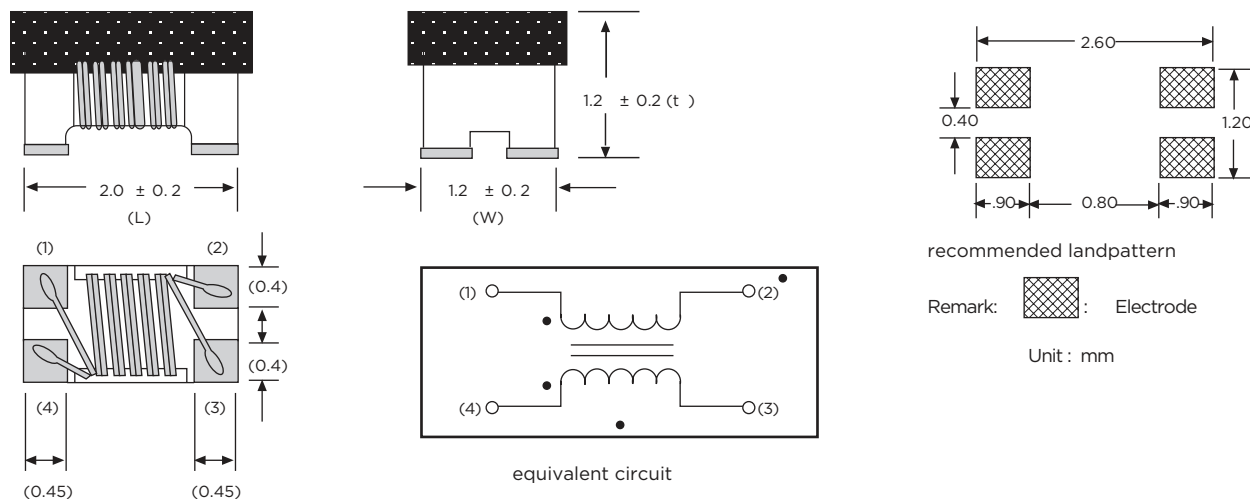 1.2 ± 0.2 (t )
2.0 ± 0.2
(L)
1.2 ± 0.2
(W)
2.60
0.40
1.20
.90
0.80
.90
recommended landpattern
Remark: : Electrode
Unit : mm
(1)
(2)
(0.4)
(0.4)
(4)
(3)
(0.45)
(0.45)
(1)
(2)
(4)
(3)
equivalent circuit